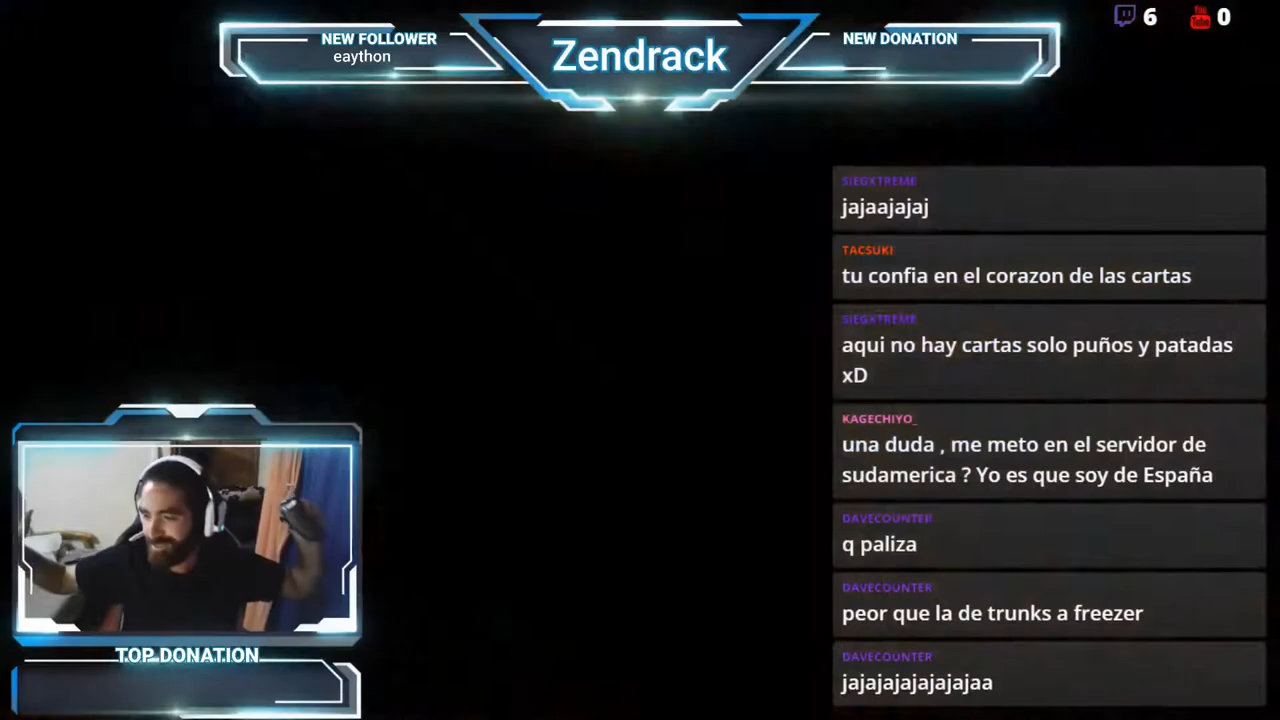 6
0
NEW FOLLOWER
eaython
Zendrack
NEW DONATION
SIEGXTREME
jajaajajaj
TACSUKI
tu confia en el corazon de las cartas
SIEGXTREME
aqui no hay cartas solo puños y patadas
xD
KAGECHIYO_
una duda , me meto en el servidor de
sudamerica ? Yo es que soy de España
DAVECOUNTER
q paliza
DAVECOUNTER
peor que la de trunks a freezer
DAVECOUNTER
jajajajajajajajaa
TOP DONATION